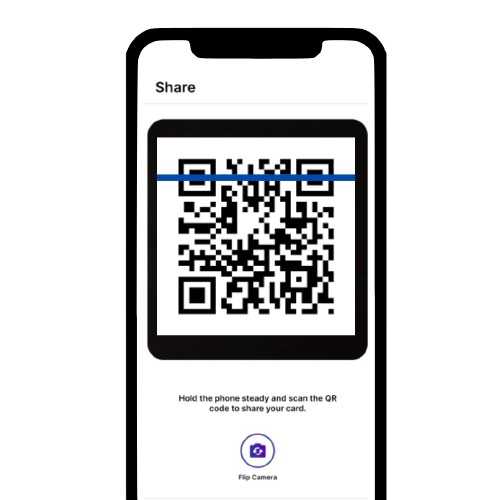 Share
Hold the phone steady and scan the QR
code to share your card.
Flip Camera